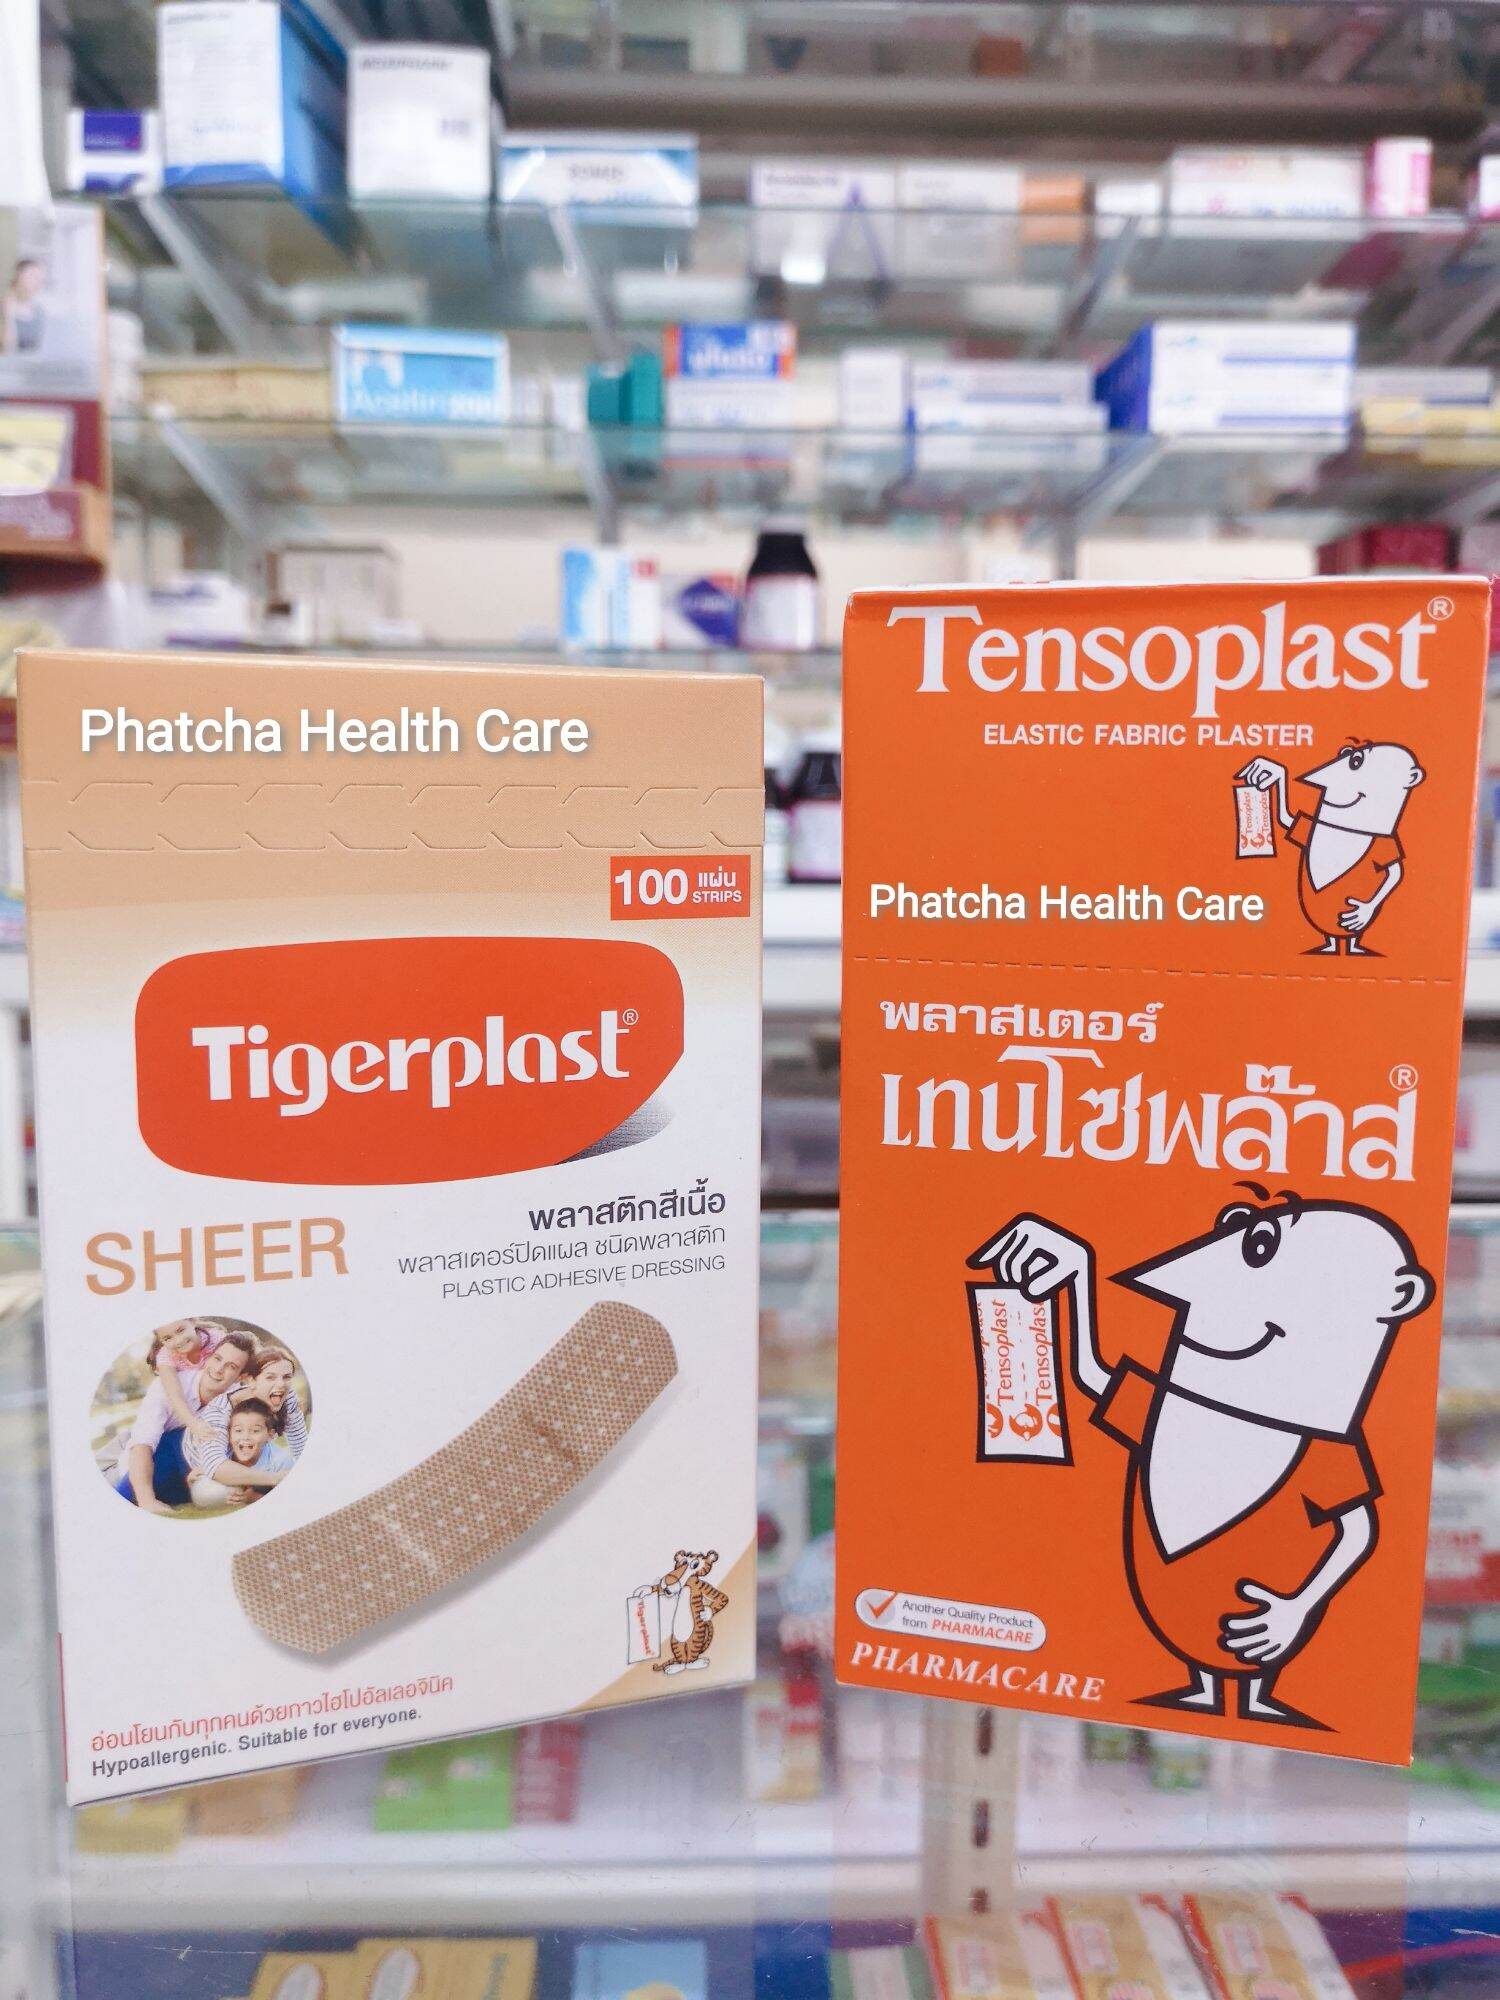 Phatcha Health Care
100 แผ่น
STRIPS
Tigerplast®
SHEER
พลาสติกสีเนื้อ
พลาสเตอร์ปิดแผล ชนิดพลาสติก
PLASTIC ADHESIVE DRESSING
Tigerplast
อ่อนโยนกับทุกคนด้วยกาวไฮโปอัลเลอจินิค
Hypoallergenic. Suitable for everyone.
Tensoplast®
ELASTIC FABRIC PLASTER
Tensoplast
Tensoplast
Phatcha Health Care
พลาสเตอร์
เทนโซพล๊าส®
Tensoplast
Tensoplast
Another Quality Product
from PHARMACARE
PHARMACARE